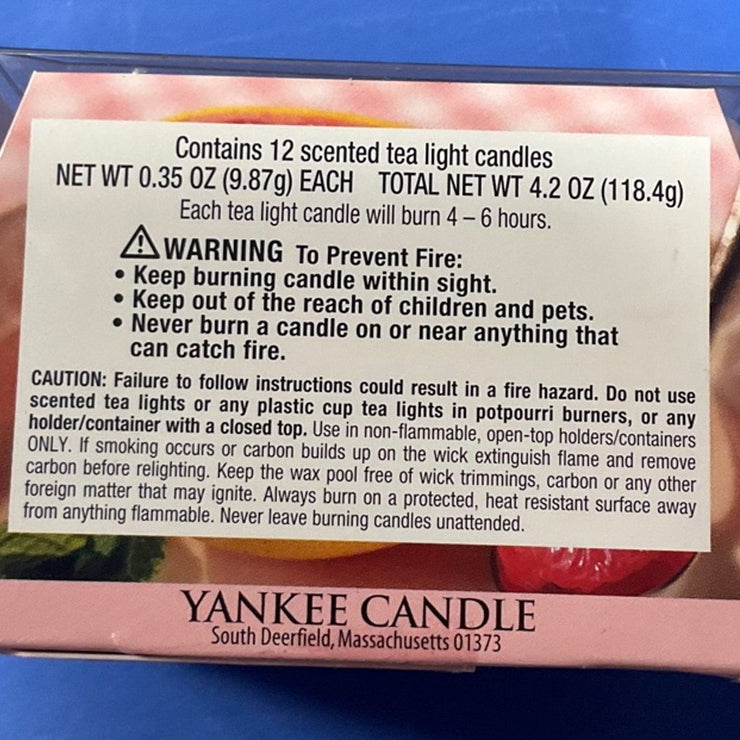 Contains 12 scented tea light candles
NET WT 0.35 OZ (9.87g) EACH TOTAL NET WT 4.2 OZ (118.4g)
Each tea light candle will burn 4 – 6 hours.
⚠WARNING To Prevent Fire:
• Keep burning candle within sight.
• Keep out of the reach of children and pets.
• Never burn a candle on or near anything that
can catch fire.
CAUTION: Failure to follow instructions could result in a fire hazard. Do not use
scented tea lights or any plastic cup tea lights in potpourri burners, or any
holder/container with a closed top. Use in non-flammable, open-top holders/containers
ONLY. If smoking occurs or carbon builds up on the wick extinguish flame and remove
carbon before relighting. Keep the wax pool free of wick trimmings, carbon or any other
foreign matter that may ignite. Always burn on a protected, heat resistant surface away
from anything flammable. Never leave burning candles unattended.
YANKEE CANDLE
South Deerfield, Massachusetts 01373